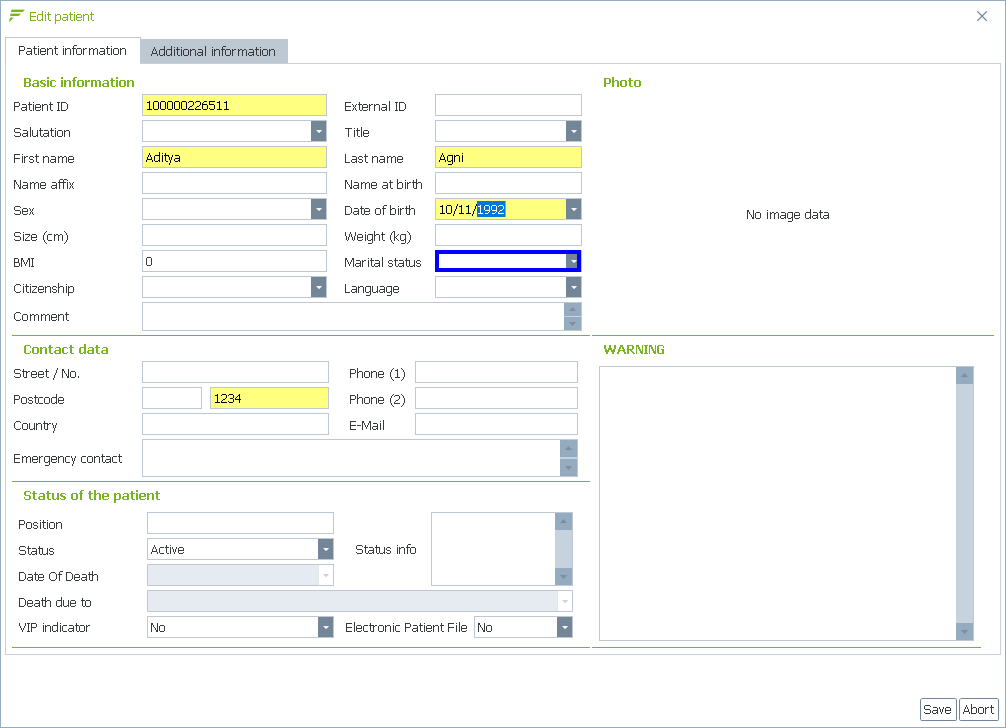 Edit patient
Patient information Additional information
Basic information Photo
Patient ID 100000226511 External ID
Salutation Title
First name Aditya Last name Agni
Name affix Name at birth
Sex Date of birth 10/11/1992
No image data
Size (cm) Weight (kg)
BMI 0 Marital status
Citizenship Language
Comment
Contact data WARNING
Street / No. Phone (1)
Postcode 1234 Phone (2)
Country E-Mail
Emergency contact
Status of the patient
Position
Status Active Status info
Date Of Death
Death due to
VIP indicator No Electronic Patient File No
Save Abort